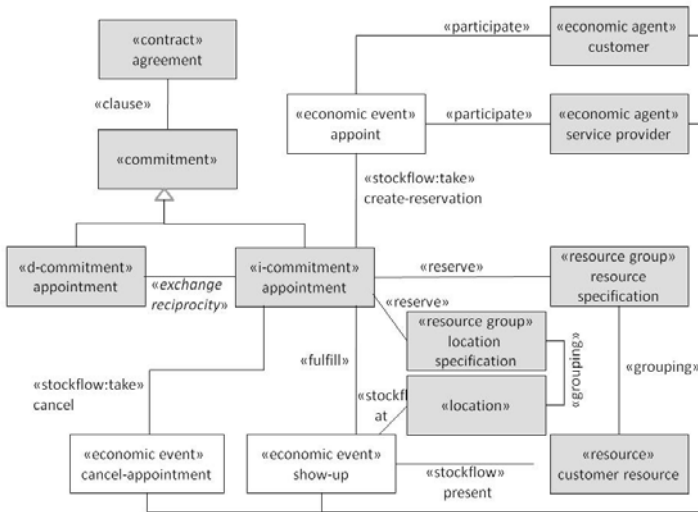 «contract»
agreement
«clause»
«commitment»
«participate»
«economic agent»
customer
«economic event»
appoint
«participate»
«economic agent»
service provider
«stockflow:take»
create-reservation
«d-commitment»
appointment
«exchange
reciprocity»
«i-commitment»
appointment
«reserve»
«resource group»
resource
specification
«reserve»
«resource group»
location
specification
«fulfill»
«grouping»
«grouping»
«stockflow:take»
cancel
at
«location»
«economic event»
cancel-appointment
«economic event»
show-up
«stockflow»
present
«resource»
customer resource